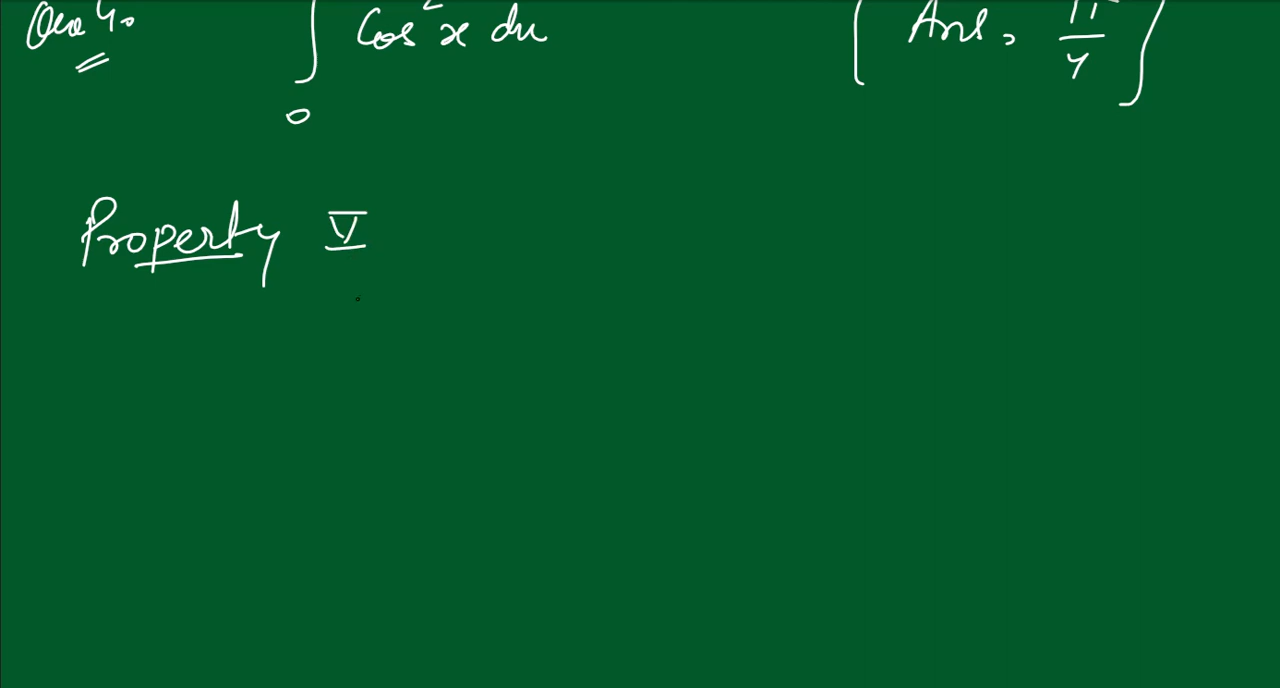 Que 4.
∫₀ Cos²x dx [Ans = π/4]
Property V